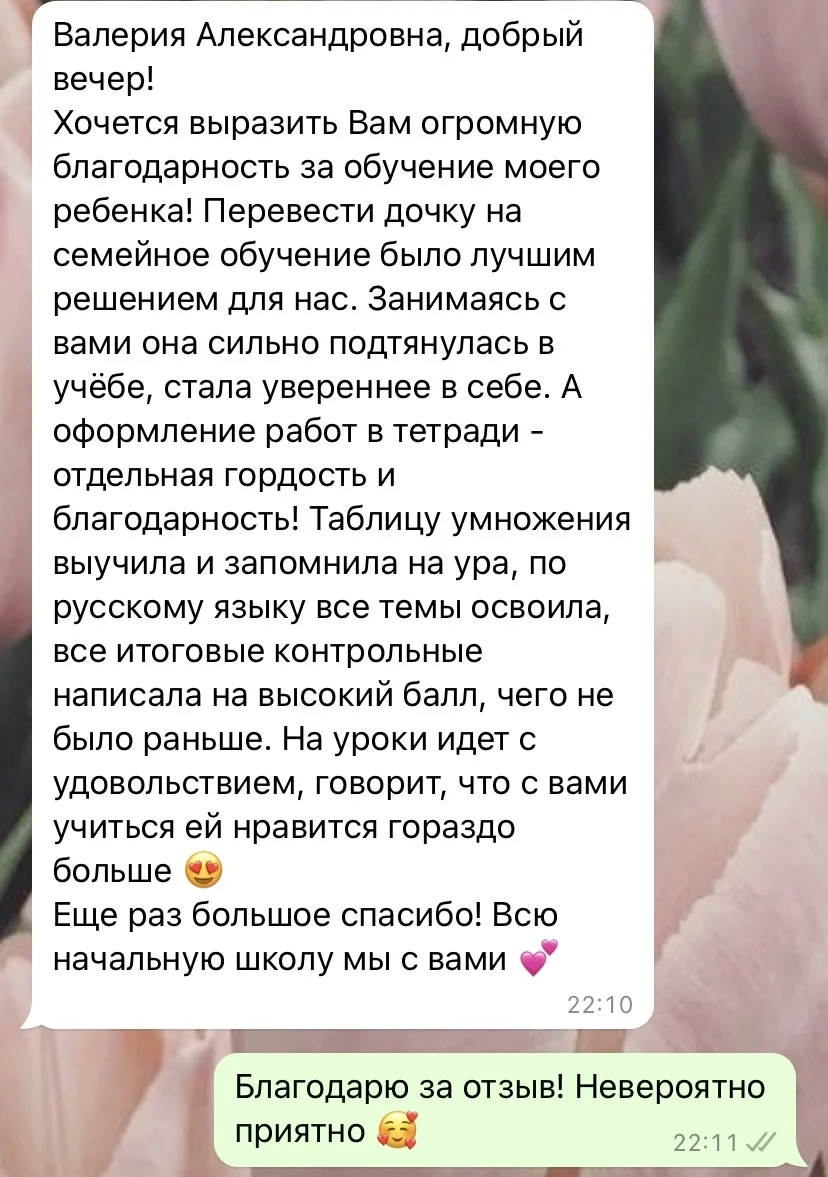 Валерия Александровна, добрый
вечер!
Хочется выразить Вам огромную
благодарность за обучение моего
ребенка! Перевести дочку на
семейное обучение было лучшим
решением для нас. Занимаясь с
вами она сильно подтянулась в
учёбе, стала увереннее в себе. А
оформление работ в тетради -
отдельная гордость и
благодарность! Таблицу умножения
выучила и запомнила на ура, по
русскому языку все темы освоила,
все итоговые контрольные
написала на высокий балл, чего не
было раньше. На уроки идет с
удовольствием, говорит, что с вами
учиться ей нравится гораздо
больше 😍
Еще раз большое спасибо! Всю
начальную школу мы с вами 💕
22:10
Благодарю за отзыв! Невероятно
приятно 🥰
22:11